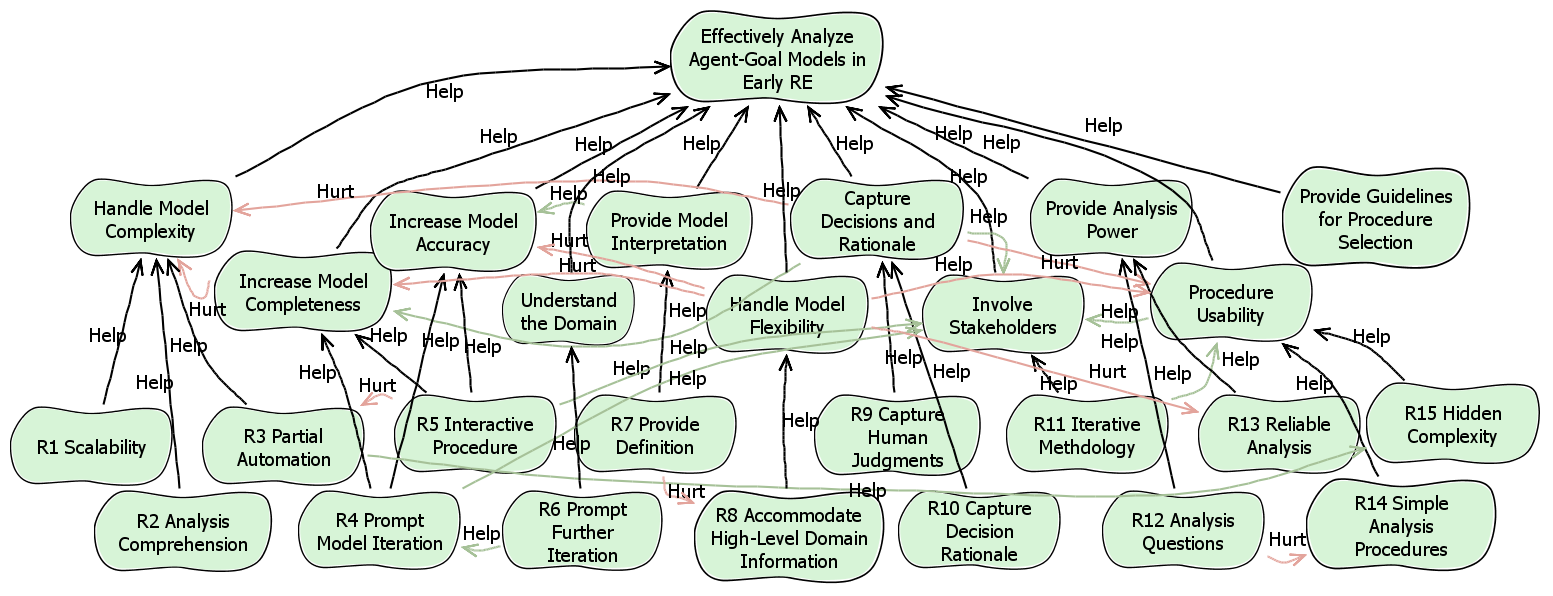 Effectively Analyze
Agent-Goal Models in
Early RE
Help
Help
Help
Help
Help
Help
Help
Help
Help
Help
Help
Handle Model
Complexity
Hurt
Increase Model
Accuracy
Help
Provide Model
Interpretation
Capture
Decisions and
Rationale
Help
Provide Analysis
Power
Provide Guidelines
for Procedure
Selection
Hurt
Hurt
Help
Hurt
Increase Model
Completeness
Hurt
Understand
the Domain
Help
Handle Model
Flexibility
Involve
Stakeholders
Help
Procedure
Usability
Help
Help
Help
Help
Help
Help
Help
Help
Help
Help
Help
Help
Help
Hurt
Help
Help
Help
Hurt
Help
Help
Help
Help
R1 Scalability
R3 Partial
Automation
R5 Interactive
Procedure
R7 Provide
Definition
Help
Help
R9 Capture
Human
Judgments
R11 Iterative
Methdology
R13 Reliable
Analysis
R15 Hidden
Complexity
R2 Analysis
Comprehension
R4 Prompt
Model Iteration
Help
R6 Prompt
Further
Iteration
Hurt
R8 Accommodate
High-Level Domain
Information
Help
R10 Capture
Decision
Rationale
R12 Analysis
Questions
Hurt
R14 Simple
Analysis
Procedures